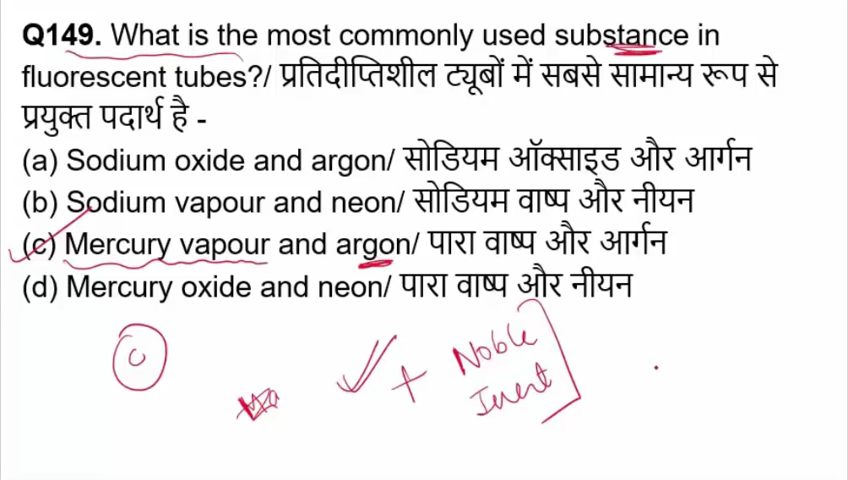 Q149. What is the most commonly used substance in
fluorescent tubes?/ प्रतिदीप्तिशील ट्यूबों में सबसे सामान्य रूप से
प्रयुक्त पदार्थ है -
(a) Sodium oxide and argon/ सोडियम ऑक्साइड और आर्गन
(b) Sodium vapour and neon/ सोडियम वाष्प और नीयन
(c) Mercury vapour and argon/ पारा वाष्प और आर्गन
(d) Mercury oxide and neon/ पारा वाष्प और नीयन
C
+ Noble
Inert